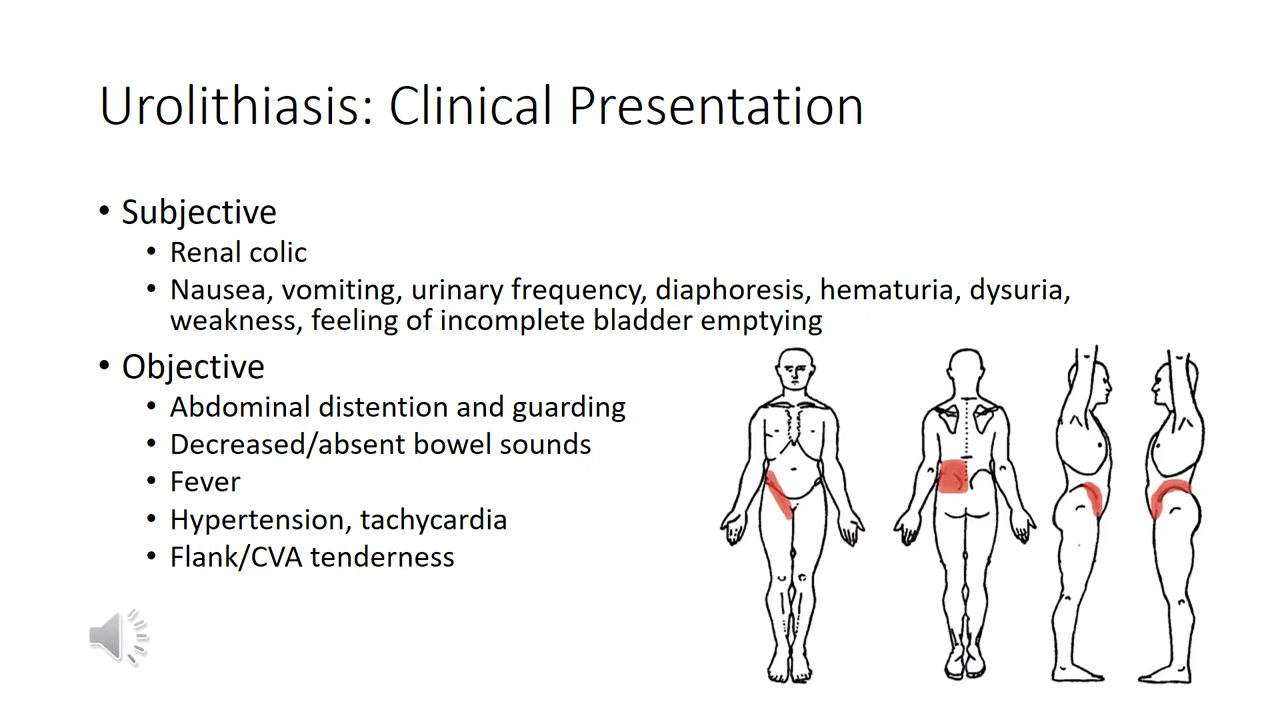 Urolithiasis: Clinical Presentation
• Subjective
• Renal colic
• Nausea, vomiting, urinary frequency, diaphoresis, hematuria, dysuria,
weakness, feeling of incomplete bladder emptying
• Objective
• Abdominal distention and guarding
• Decreased/absent bowel sounds
• Fever
• Hypertension, tachycardia
• Flank/CVA tenderness